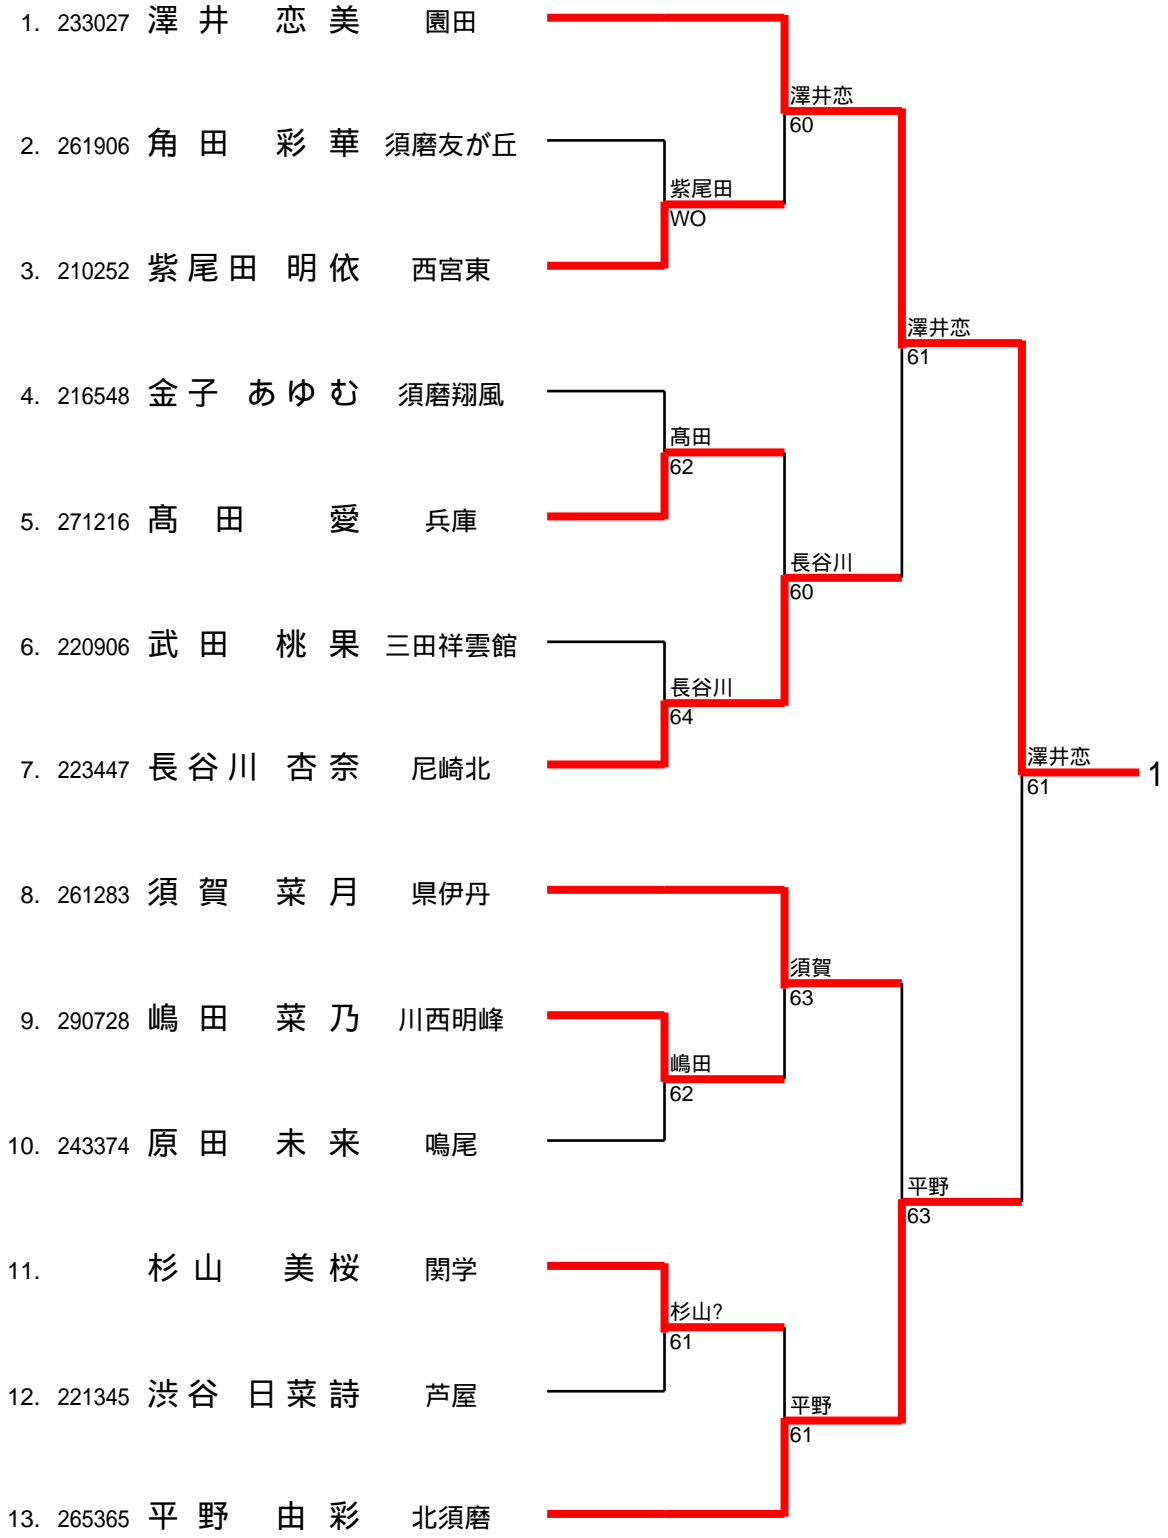 1. 233027 澤井 恋美 園田
澤井恋
60
2. 261906 角田 彩華 須磨友が丘
紫尾田
WO
3. 210252 紫尾田 明依 西宮東
澤井恋
61
4. 216548 金子 あゆむ 須磨翔風
髙田
62
5. 271216 髙田 愛 兵庫
長谷川
60
6. 220906 武田 桃果 三田祥雲館
長谷川
64
7. 223447 長谷川 杏奈 尼崎北
澤井恋
61
1
8. 261283 須賀 菜月 県伊丹
須賀
63
9. 290728 嶋田 菜乃 川西明峰
嶋田
62
10. 243374 原田 未来 鳴尾
平野
63
11. 杉山 美桜 関学
杉山?
61
12. 221345 渋谷 日菜詩 芦屋
平野
61
13. 265365 平野 由彩 北須磨